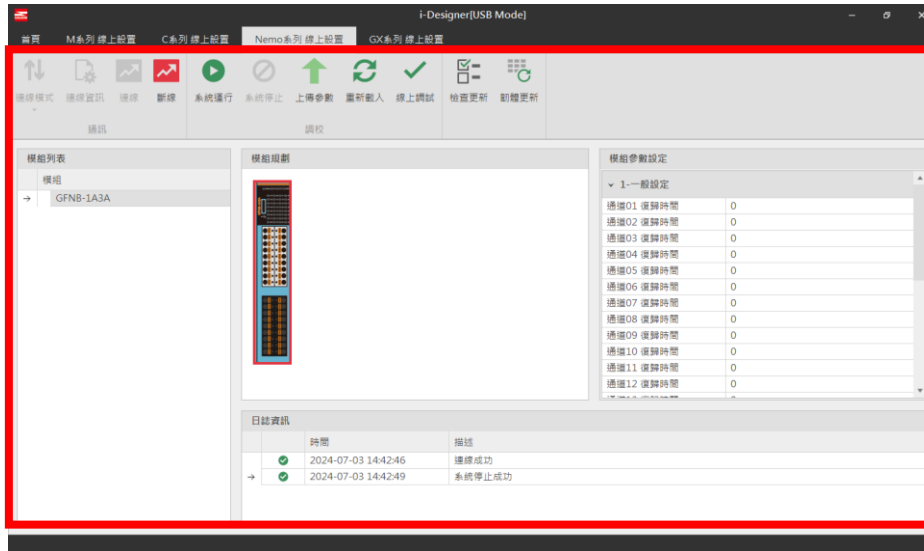 i-Designer[USB Mode]
首頁 M系列 線上設置 C系列 線上設置 Nemo系列 線上設置 GX系列 線上設置
連線模式 連線資訊 連線 斷線 系統運行 系統停止 上傳參數 重新載入 線上調試 檢查更新 韌體更新
通訊 調校
模組列表
模組
GFNB-1A3A
模組規劃
模組參數設定
1-一般設定
通道01 復歸時間 0
通道02 復歸時間 0
通道03 復歸時間 0
通道04 復歸時間 0
通道05 復歸時間 0
通道06 復歸時間 0
通道07 復歸時間 0
通道08 復歸時間 0
通道09 復歸時間 0
通道10 復歸時間 0
通道11 復歸時間 0
通道12 復歸時間 0
日誌資訊
時間 描述
2024-07-03 14:42:46 連線成功
2024-07-03 14:42:49 系統停止成功